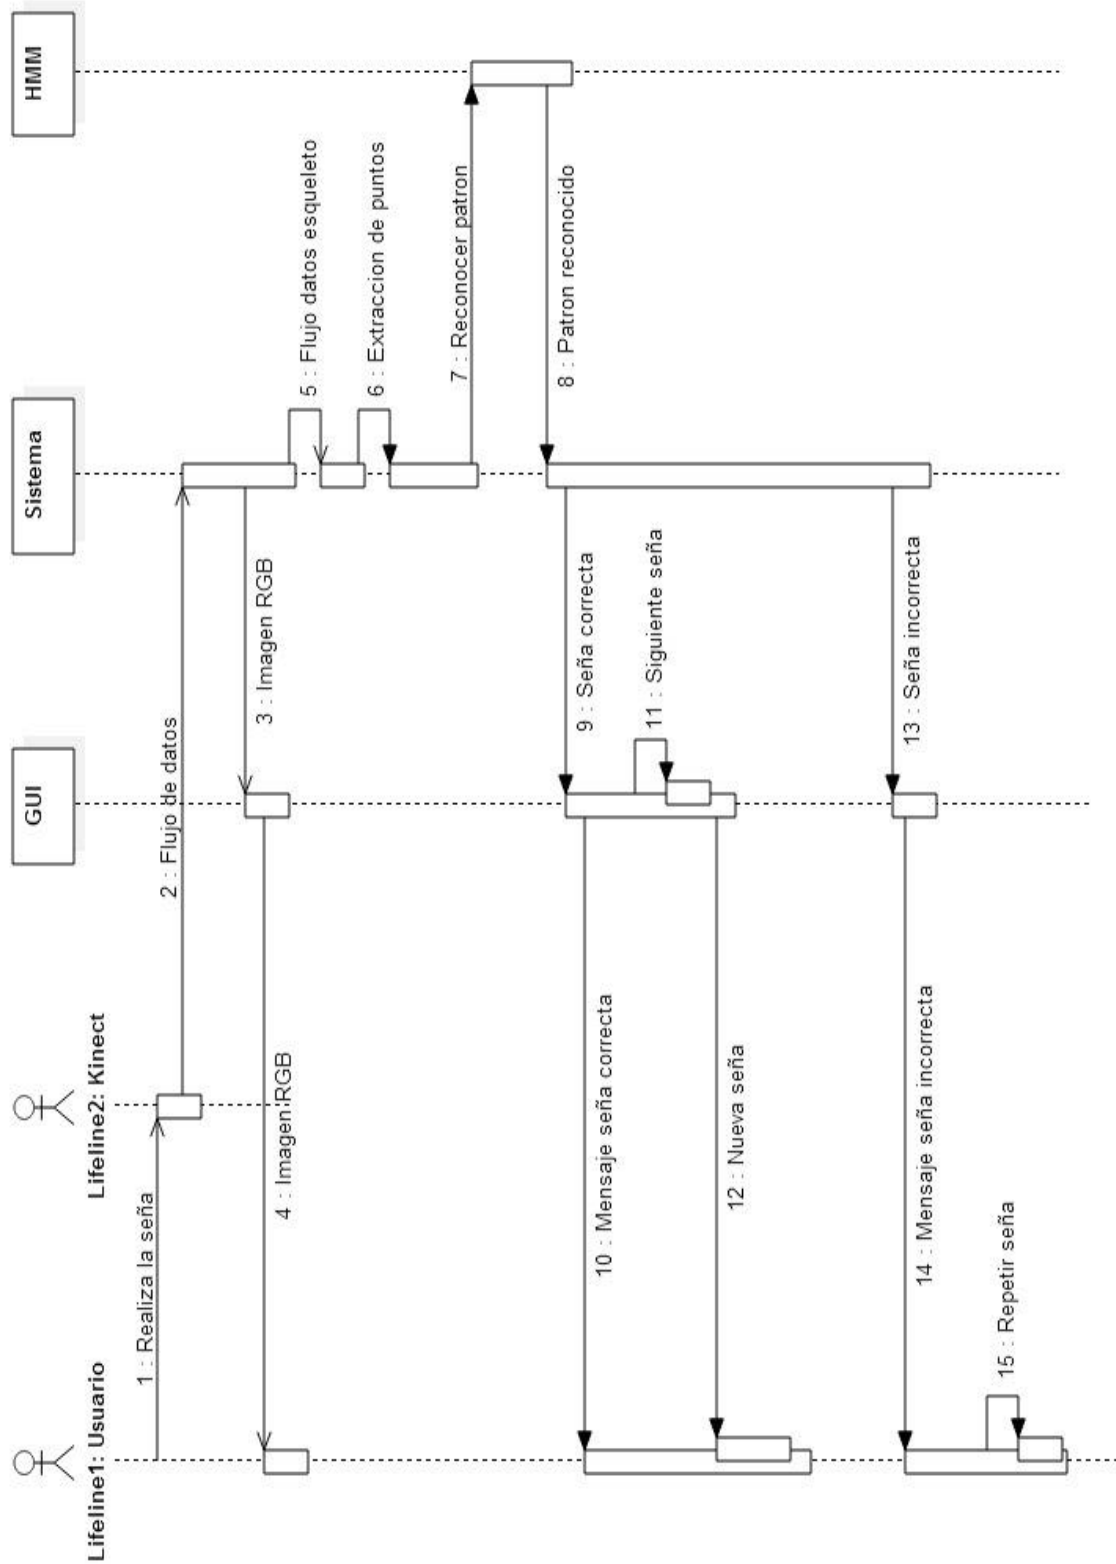 Lifeline1: Usuario
Lifeline2: Kinect
GUI
Sistema
HMM
1 : Realiza la seña
2 : Flujo de datos
3 : Imagen RGB
4 : Imagen RGB
5 : Flujo datos esqueleto
6 : Extraccion de puntos
7 : Reconocer patron
8 : Patron reconocido
9 : Seña correcta
10 : Mensaje seña correcta
11 : Siguiente seña
12 : Nueva seña
13 : Seña incorrecta
14 : Mensaje seña incorrecta
15 : Repetir seña